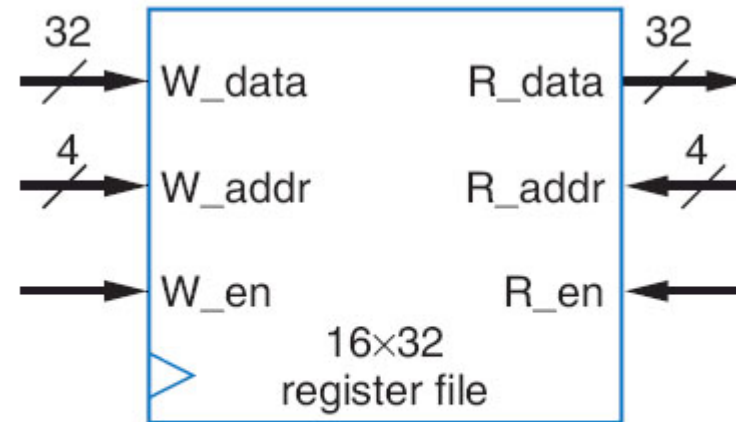 32 32
W_data R_data
4 4
W_addr R_addr
W_en R_en
16×32
register file